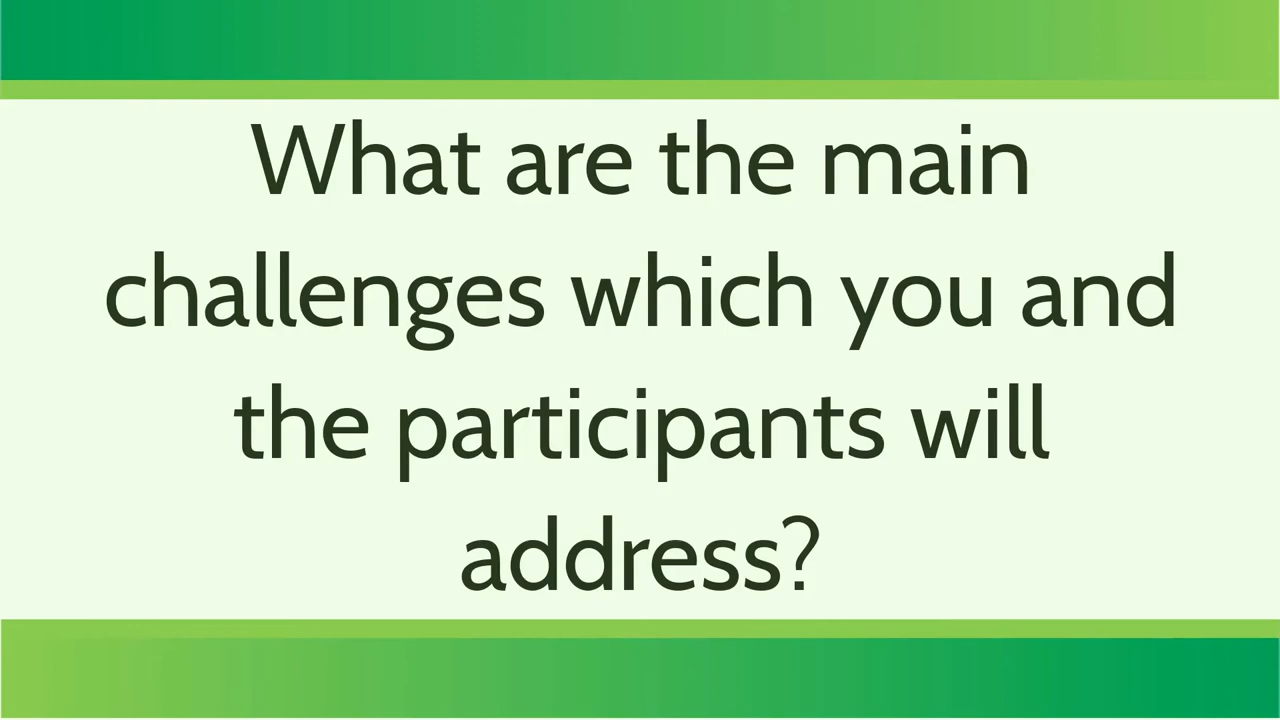 What are the main
challenges which you and
the participants will
address?